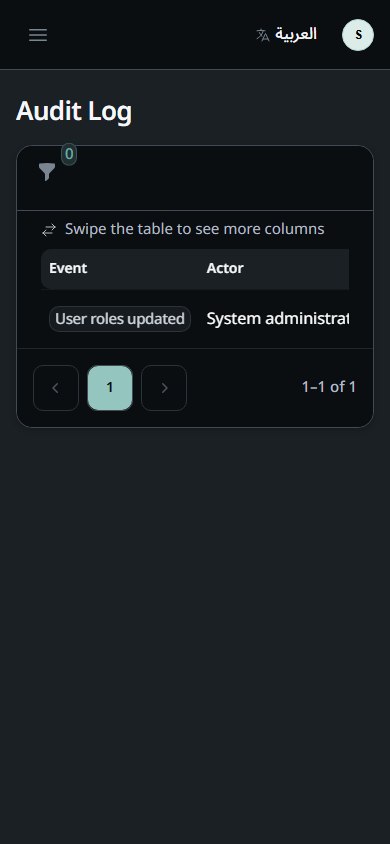 العربية
S
Audit Log
0
Swipe the table to see more columns
Event Actor
User roles updated System administrat
1
1–1 of 1